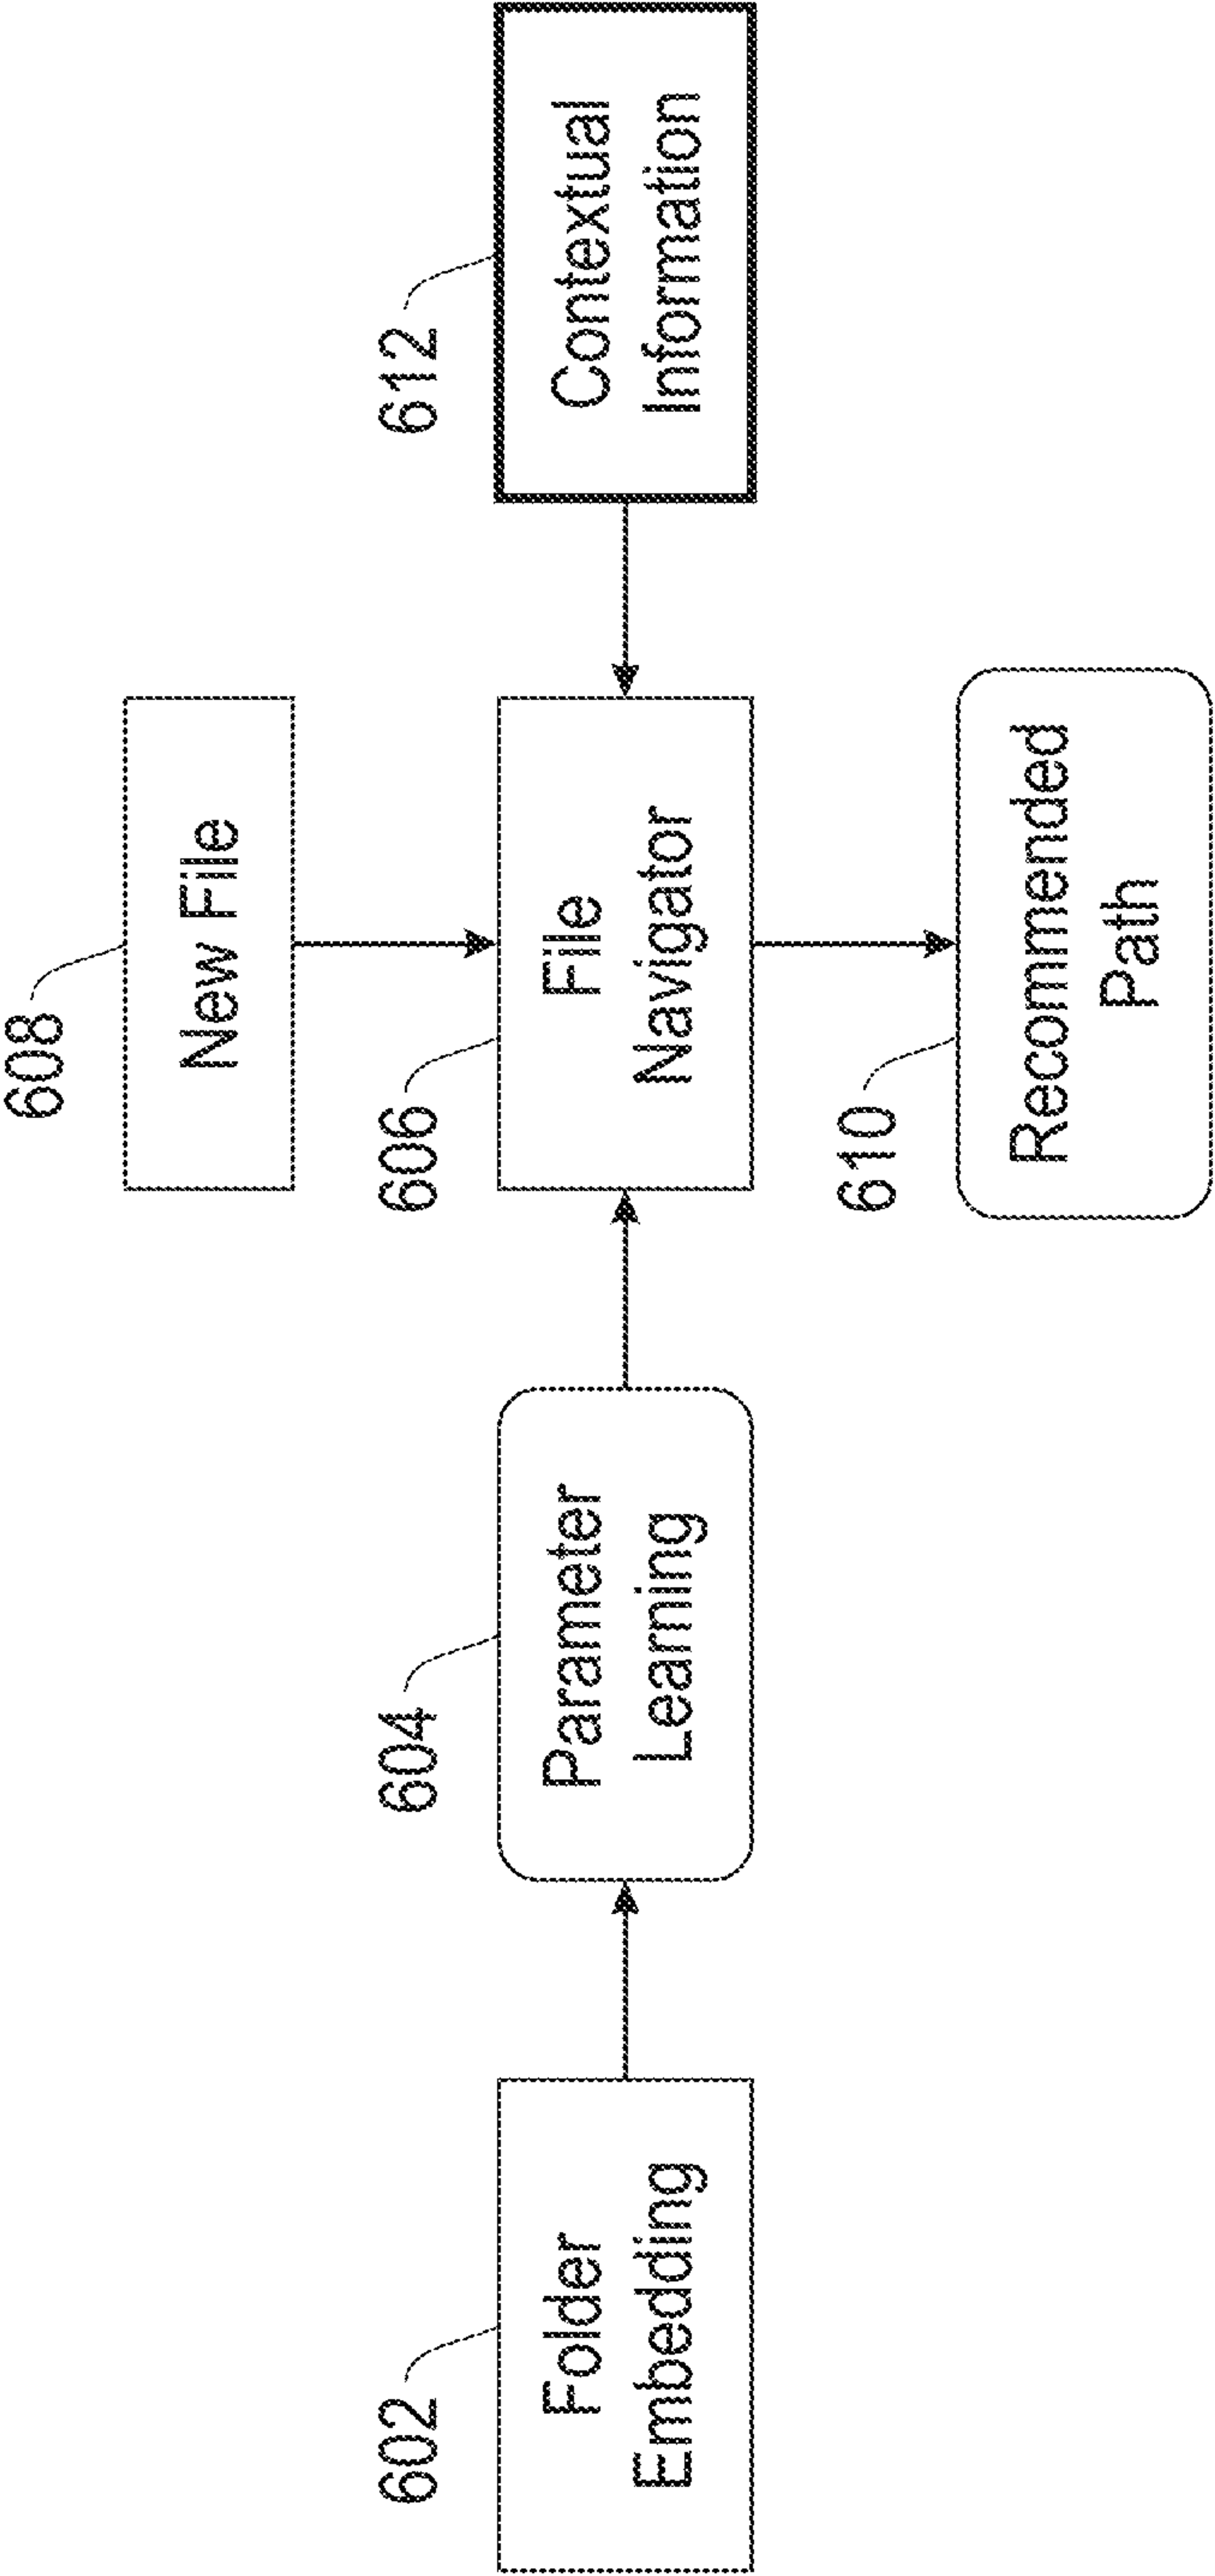 602
Folder
Embedding
604
Parameter
Learning
608
New File
606
File
Navigator
610
Recommended
Path
612
Contextual
Information